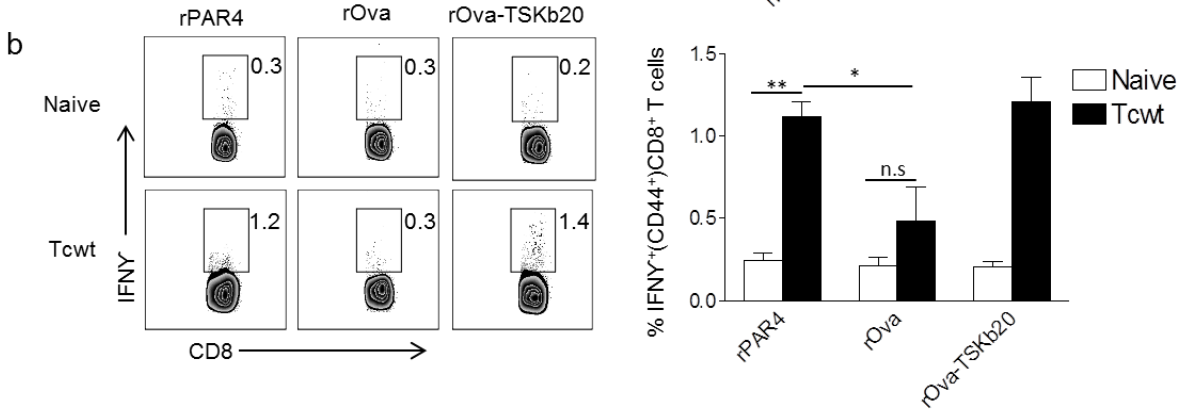 b
rPAR4 rOva rOva-TSKb20
Naive 0.3 0.3 0.2
Tcwt 1.2 0.3 1.4
IFNY
CD8
% IFNY⁺(CD44⁺)CD8⁺ T cells
1.5
1.0
0.5
0.0
** *
n.s
rPAR4 rOva rOva-TSKb20
Naive
Tcwt